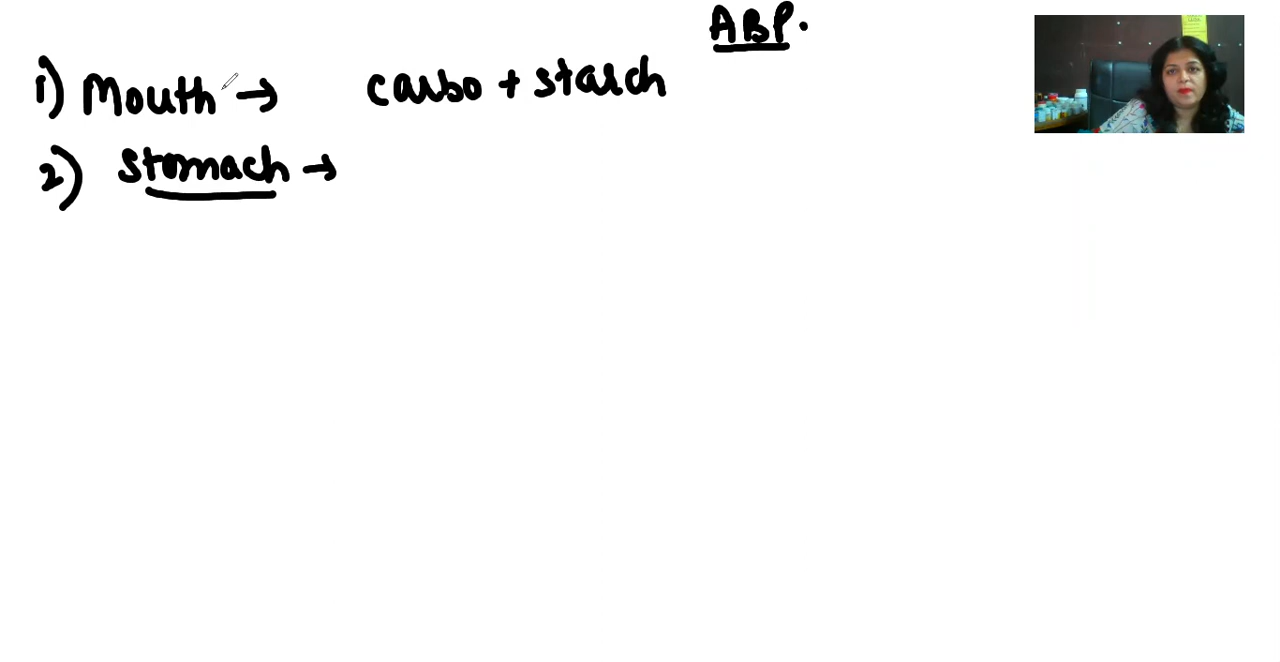 ABP.
1) Mouth → carbo + starch
2) Stomach →